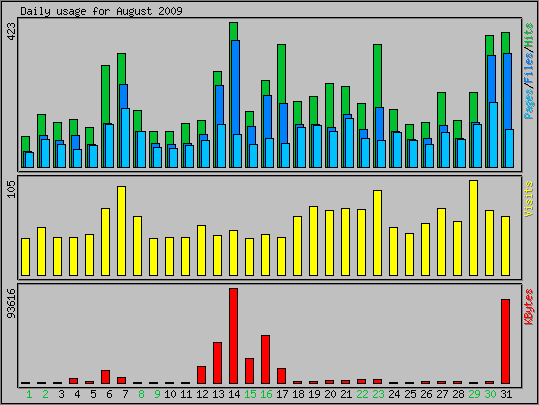 Daily usage for August 2009
423
Pages/Files/Hits
105
Visits
93616
KBytes
1 2 3 4 5 6 7 8 9 10 11 12 13 14 15 16 17 18 19 20 21 22 23 24 25 26 27 28 29 30 31